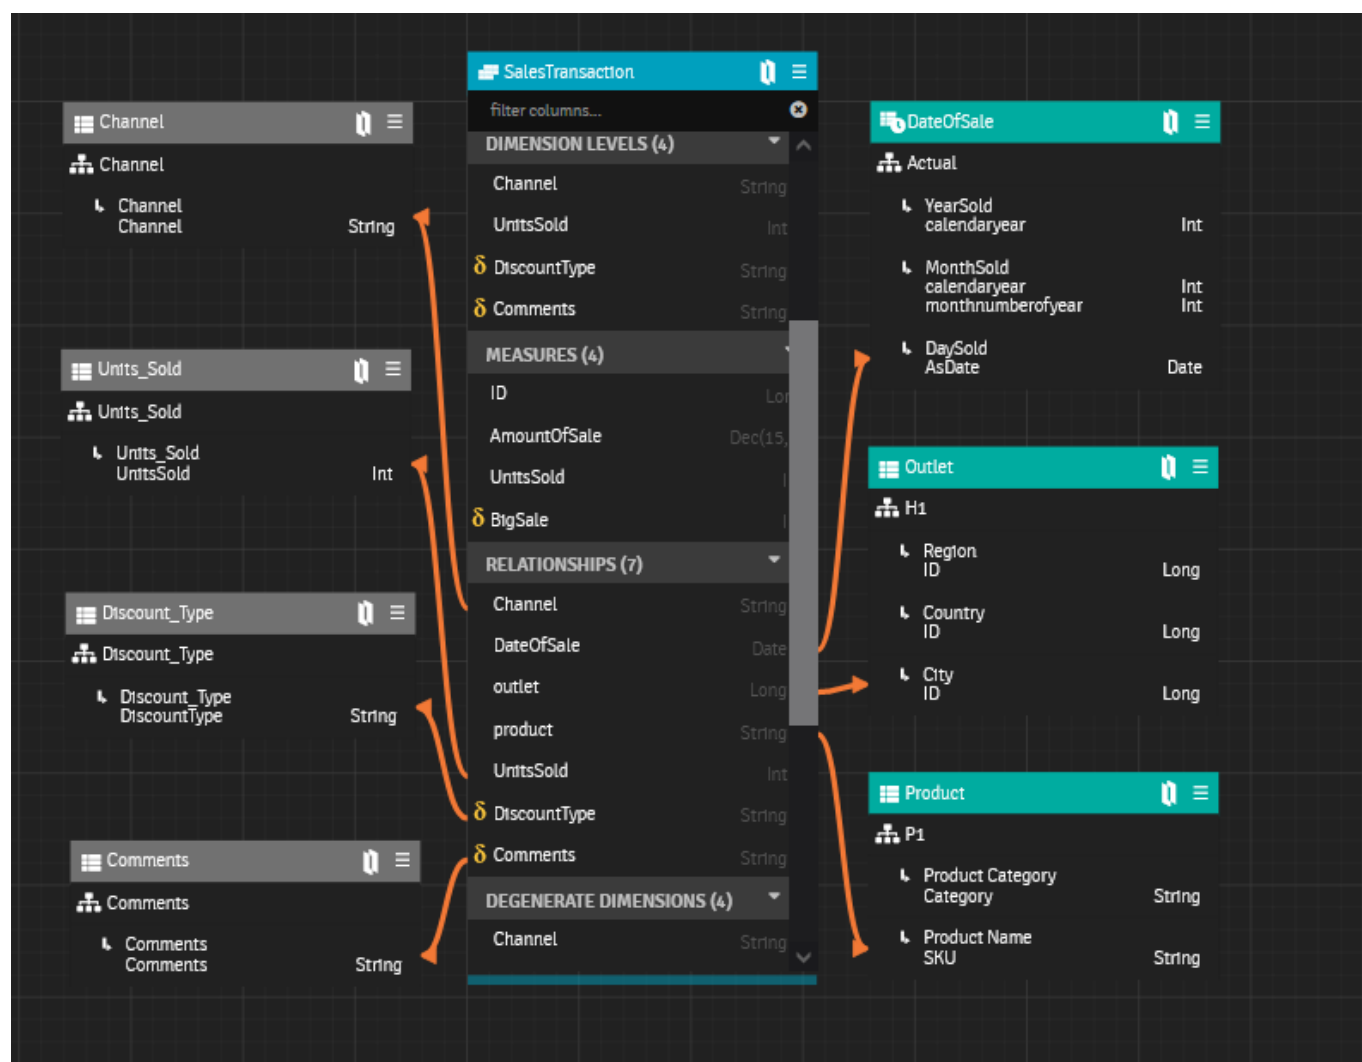 Channel
Channel
Channel
Channel String
Units_Sold
Units_Sold
Units_Sold
UnitsSold Int
Discount_Type
Discount_Type
Discount_Type
DiscountType String
Comments
Comments
Comments
Comments String
SalesTransaction
filter columns...
DIMENSION LEVELS (4)
Channel String
UnitsSold Int
δ DiscountType String
δ Comments String
MEASURES (4)
ID Lon
AmountOfSale Dec(15,
UnitsSold I
δ BigSale I
RELATIONSHIPS (7)
Channel String
DateOfSale Date
outlet Long
product String
UnitsSold Int
δ DiscountType String
δ Comments String
DEGENERATE DIMENSIONS (4)
Channel String
DateOfSale
Actual
YearSold
calendaryear Int
MonthSold
calendaryear Int
monthnumberofyear Int
DaySold
AsDate Date
Outlet
H1
Region
ID Long
Country
ID Long
City
ID Long
Product
P1
Product Category
Category String
Product Name
SKU String